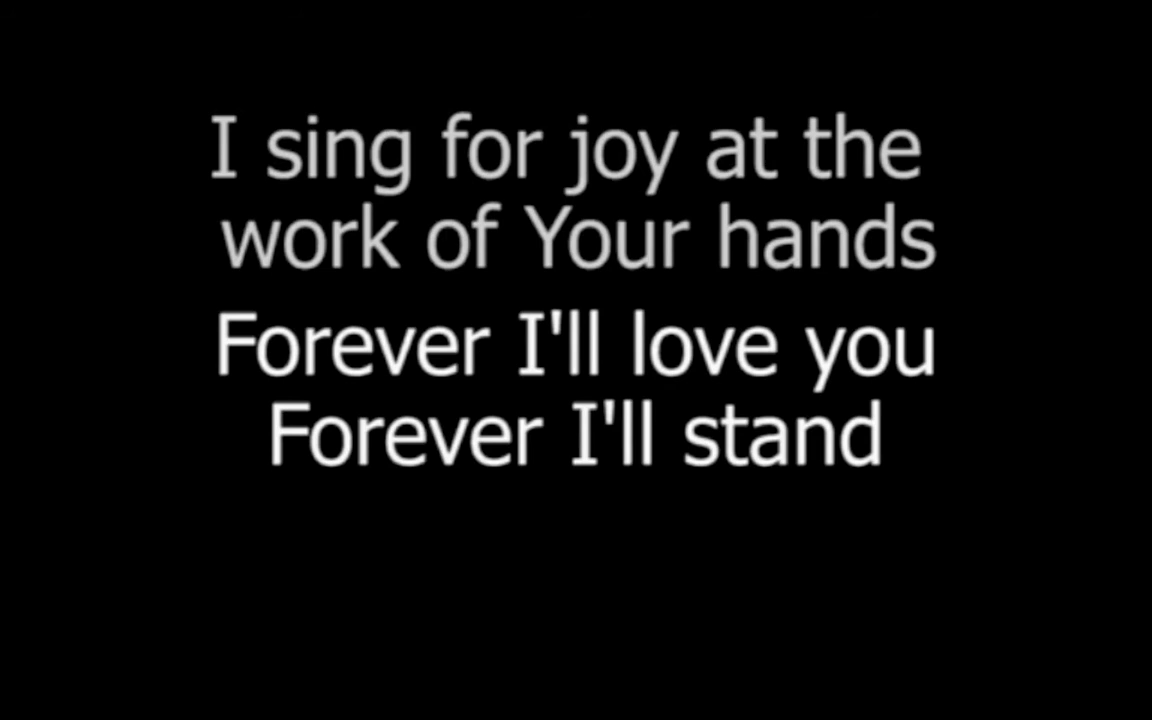 I sing for joy at the
work of Your hands
Forever I'll love you
Forever I'll stand